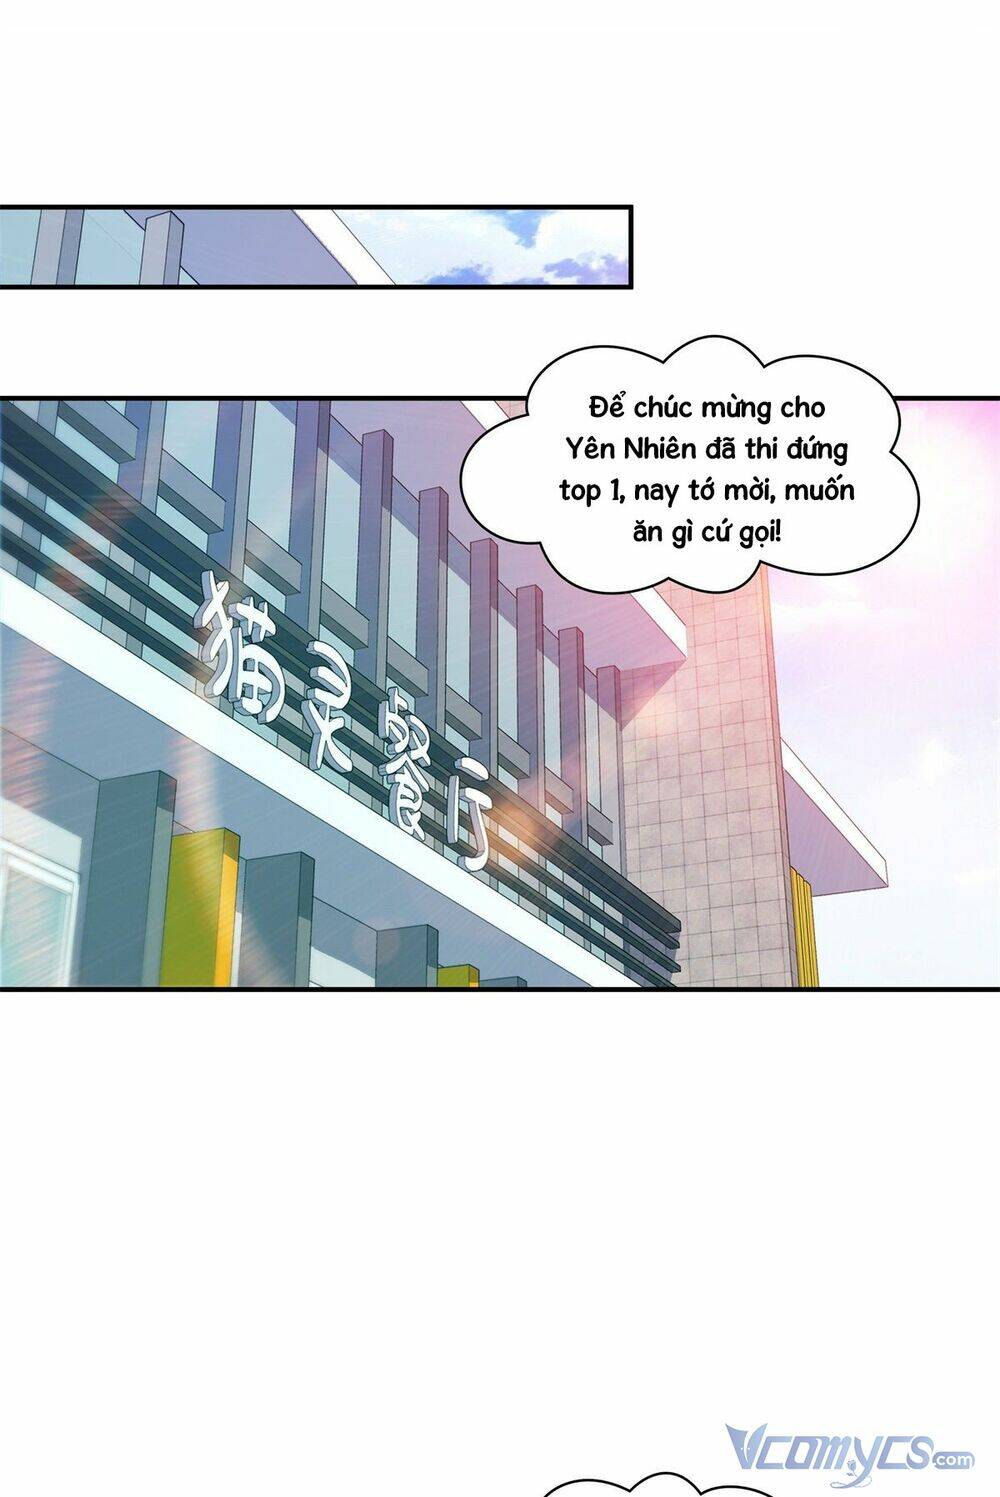 Để chúc mừng cho
Yên Nhiên đã thi đứng
top 1, nay tớ mời, muốn
ăn gì cứ gọi!
猫灵餐厅
Vcomycs.com